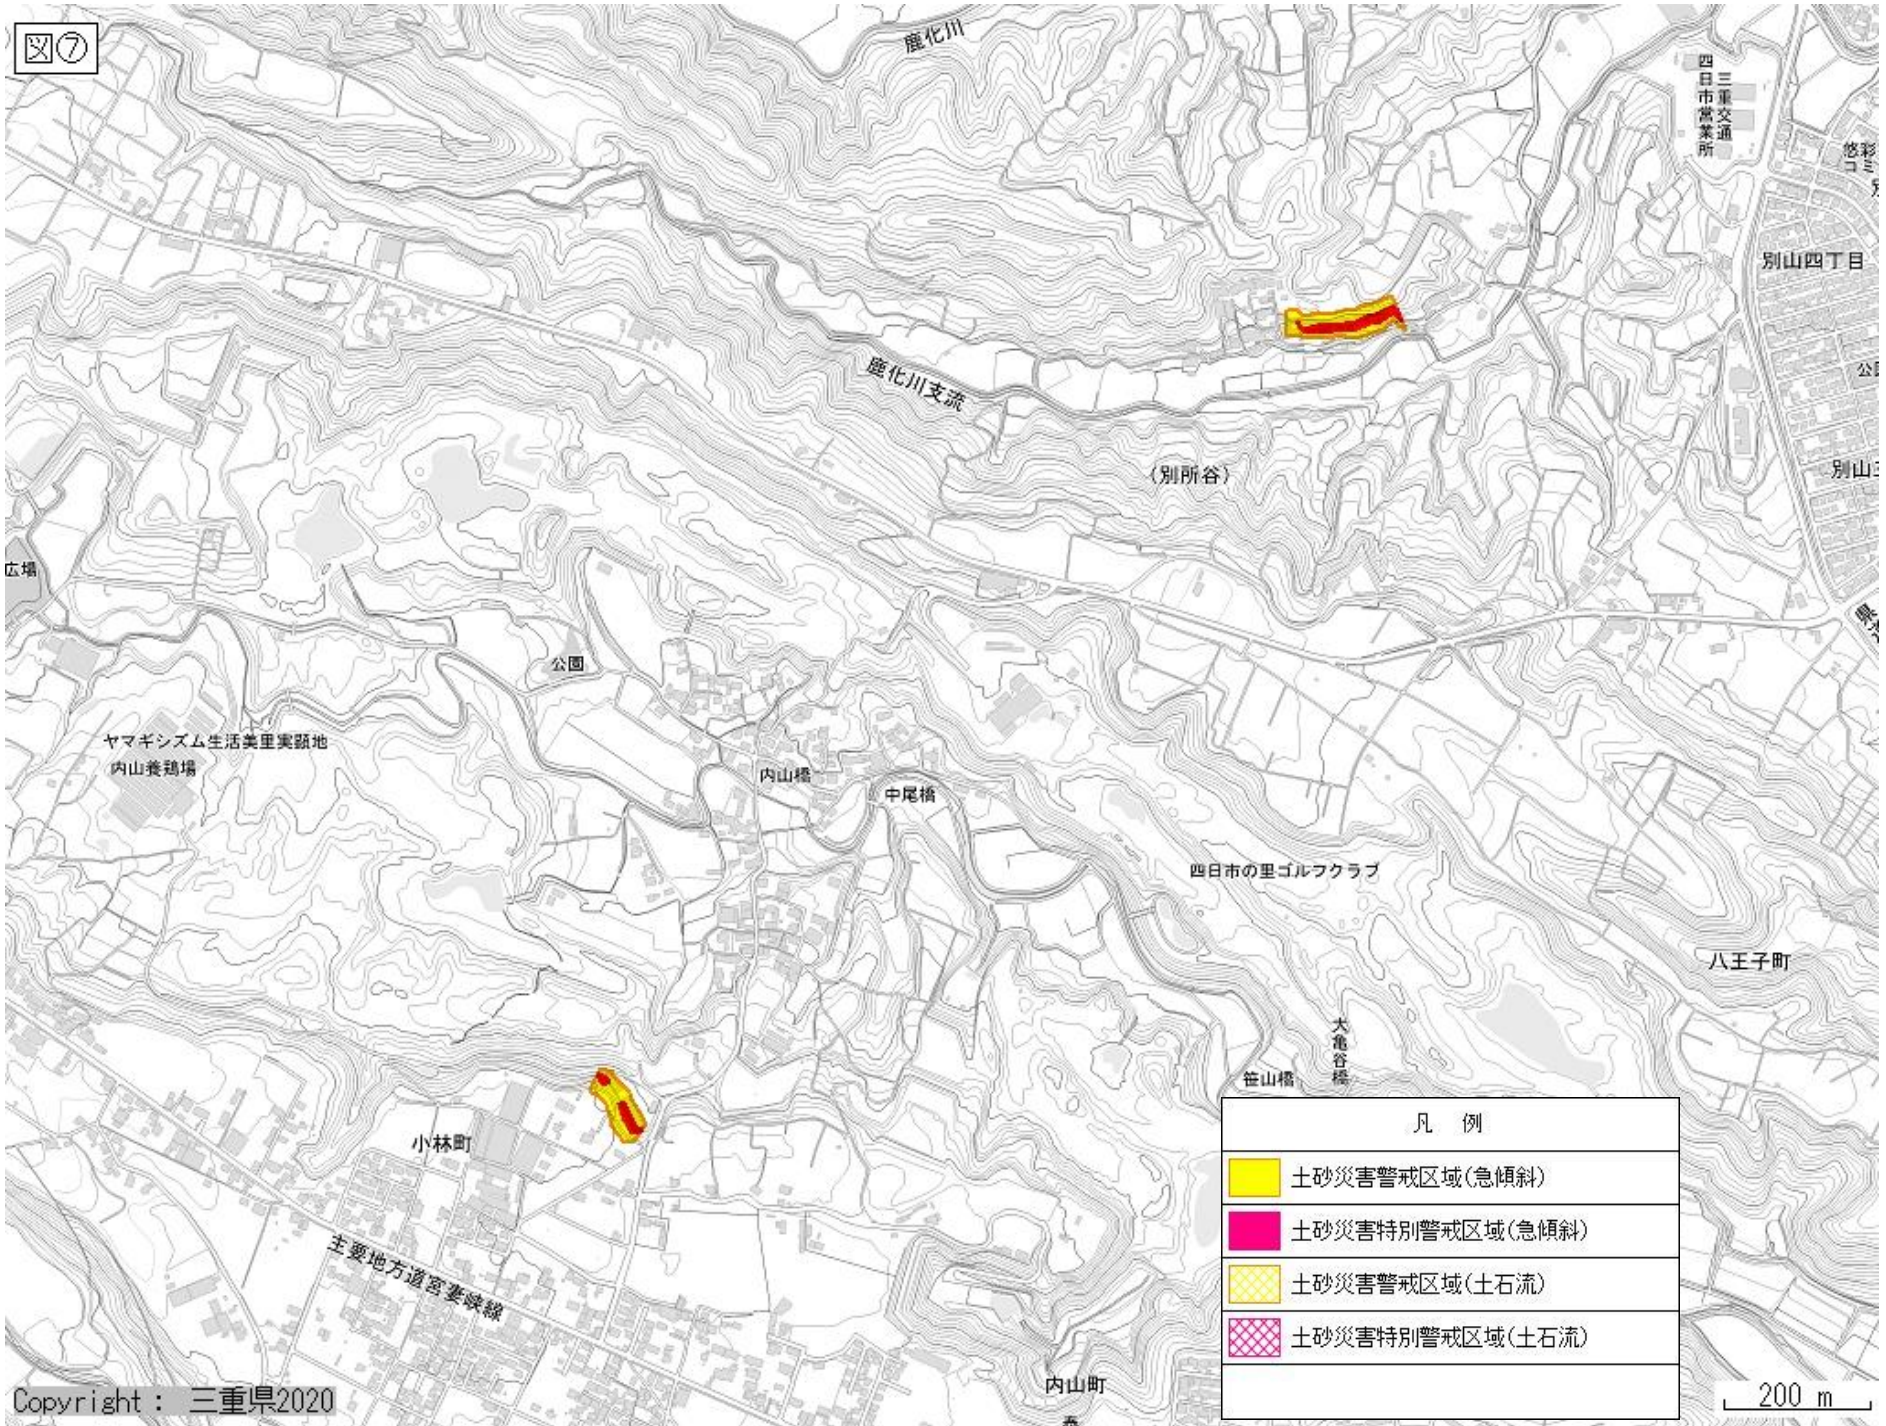 図⑦
鹿化川
三重交通
四日市営業所
悠彩
コミ
別山四丁目
鹿化川支流
公園
(別所谷)
別山三
広場
県道
公園
ヤマギシズム生活美里実顕地
内山養鶏場
内山橋
中尾橋
四日市の里ゴルフクラブ
八王子町
大亀谷橋
笹山橋
小林町
主要地方道宮妻峡線
内山町
凡 例
土砂災害警戒区域(急傾斜)
土砂災害特別警戒区域(急傾斜)
土砂災害警戒区域(土石流)
土砂災害特別警戒区域(土石流)
200 m
Copyright : 三重県2020